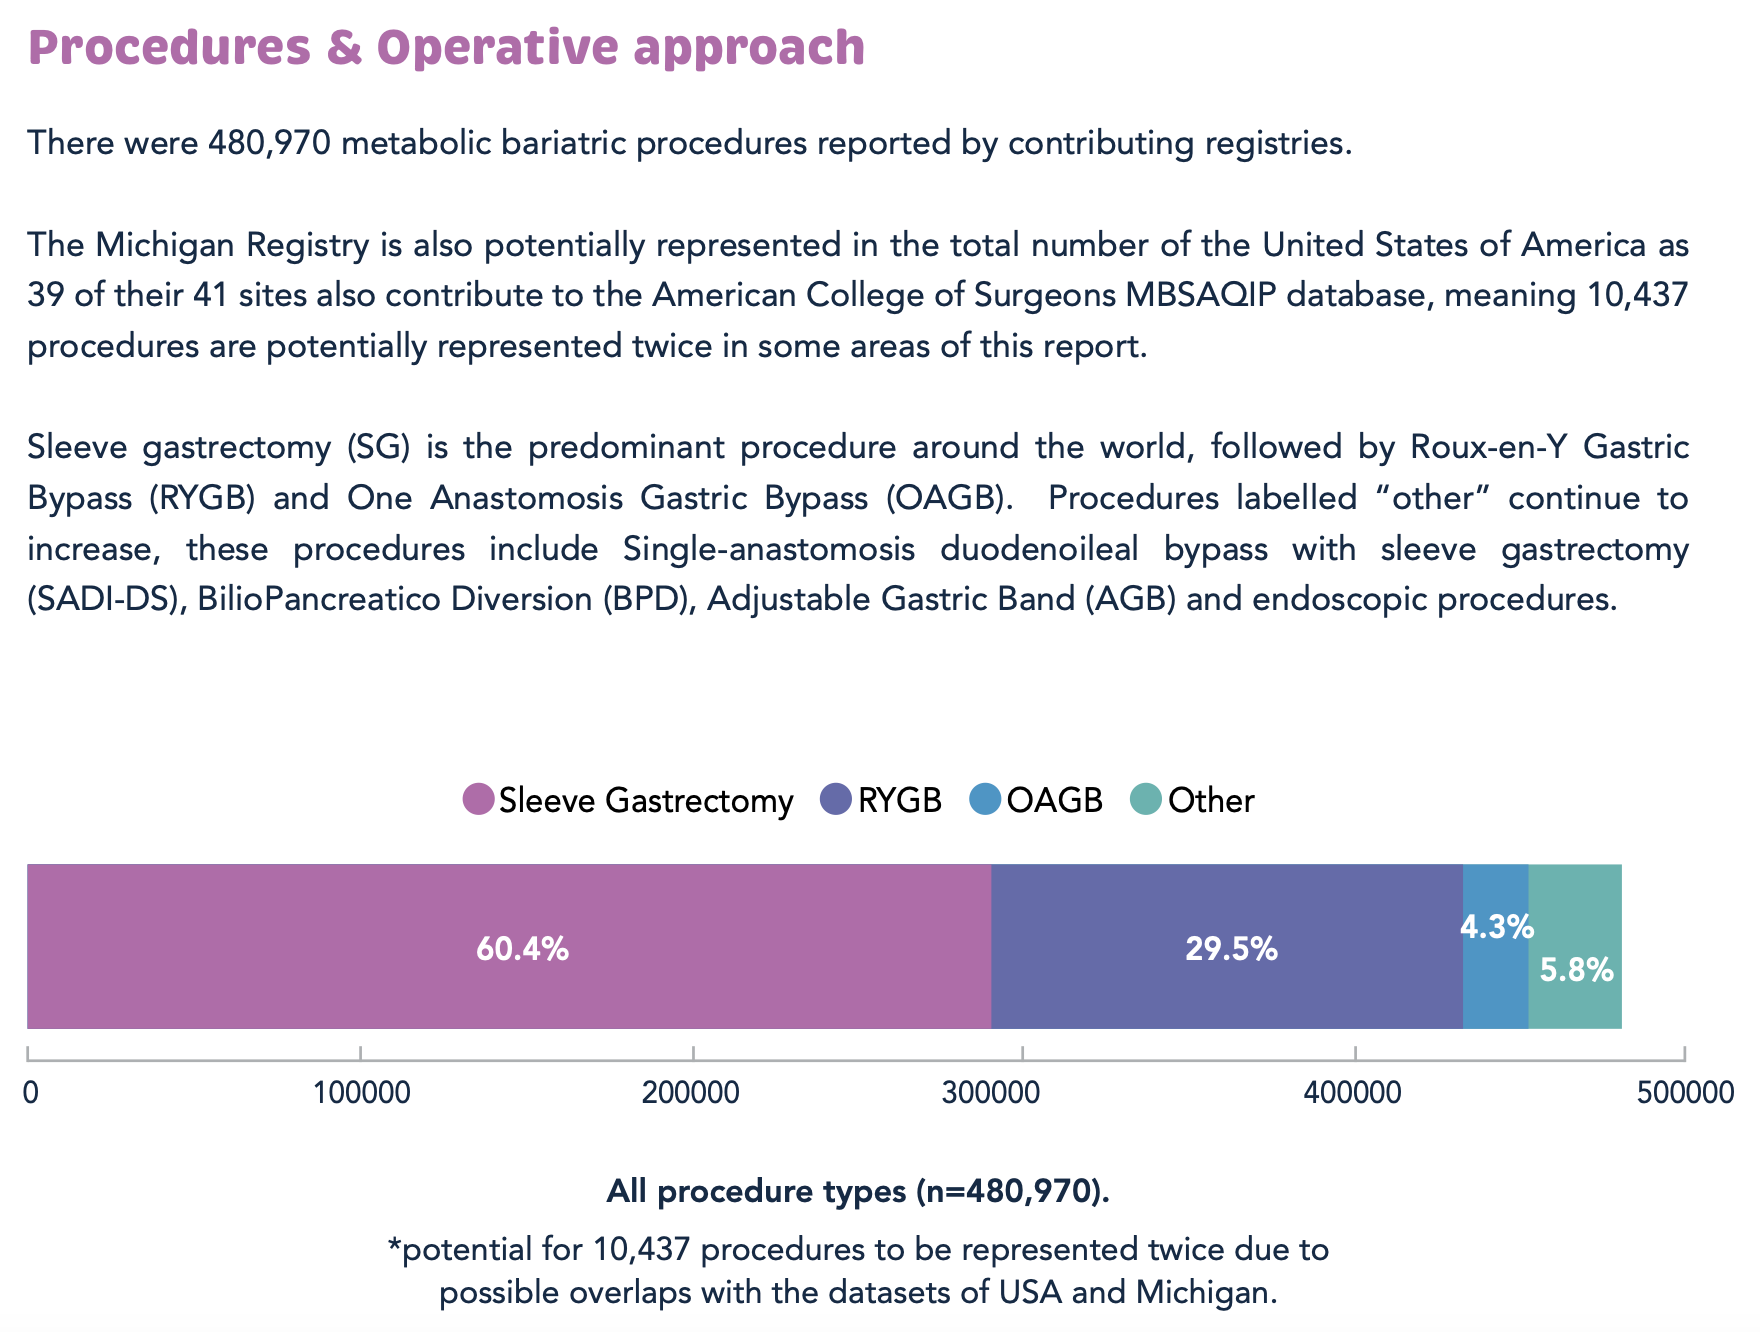 Procedures & Operative approach
There were 480,970 metabolic bariatric procedures reported by contributing registries.
The Michigan Registry is also potentially represented in the total number of the United States of America as
39 of their 41 sites also contribute to the American College of Surgeons MBSAQIP database, meaning 10,437
procedures are potentially represented twice in some areas of this report.
Sleeve gastrectomy (SG) is the predominant procedure around the world, followed by Roux-en-Y Gastric
Bypass (RYGB) and One Anastomosis Gastric Bypass (OAGB). Procedures labelled “other” continue to
increase, these procedures include Single-anastomosis duodenoileal bypass with sleeve gastrectomy
(SADI-DS), BilioPancreatico Diversion (BPD), Adjustable Gastric Band (AGB) and endoscopic procedures.
Sleeve Gastrectomy RYGB OAGB Other
60.4% 29.5% 4.3% 5.8%
0 100000 200000 300000 400000 500000
All procedure types (n=480,970).
*potential for 10,437 procedures to be represented twice due to
possible overlaps with the datasets of USA and Michigan.